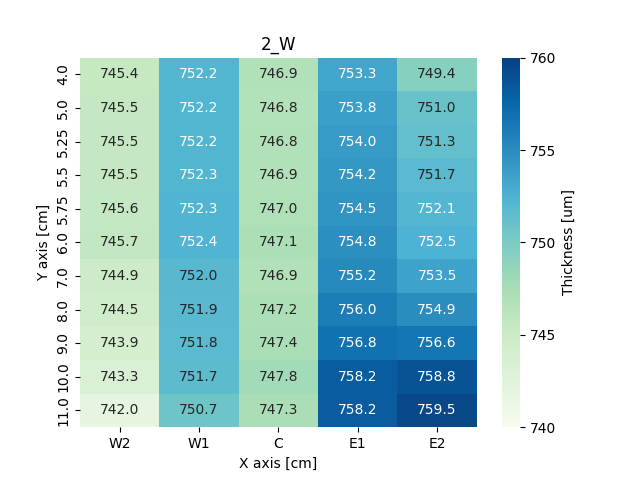 2_W
4.0 745.4 752.2 746.9 753.3 749.4
5.0 745.5 752.2 746.8 753.8 751.0
5.25 745.5 752.2 746.8 754.0 751.3
5.5 745.5 752.3 746.9 754.2 751.7
5.75 745.6 752.3 747.0 754.5 752.1
6.0 745.7 752.4 747.1 754.8 752.5
7.0 744.9 752.0 746.9 755.2 753.5
8.0 744.5 751.9 747.2 756.0 754.9
9.0 743.9 751.8 747.4 756.8 756.6
10.0 743.3 751.7 747.8 758.2 758.8
11.0 742.0 750.7 747.3 758.2 759.5
W2 W1 C E1 E2
X axis [cm]
Y axis [cm]
760
755
750
745
740
Thickness [um]